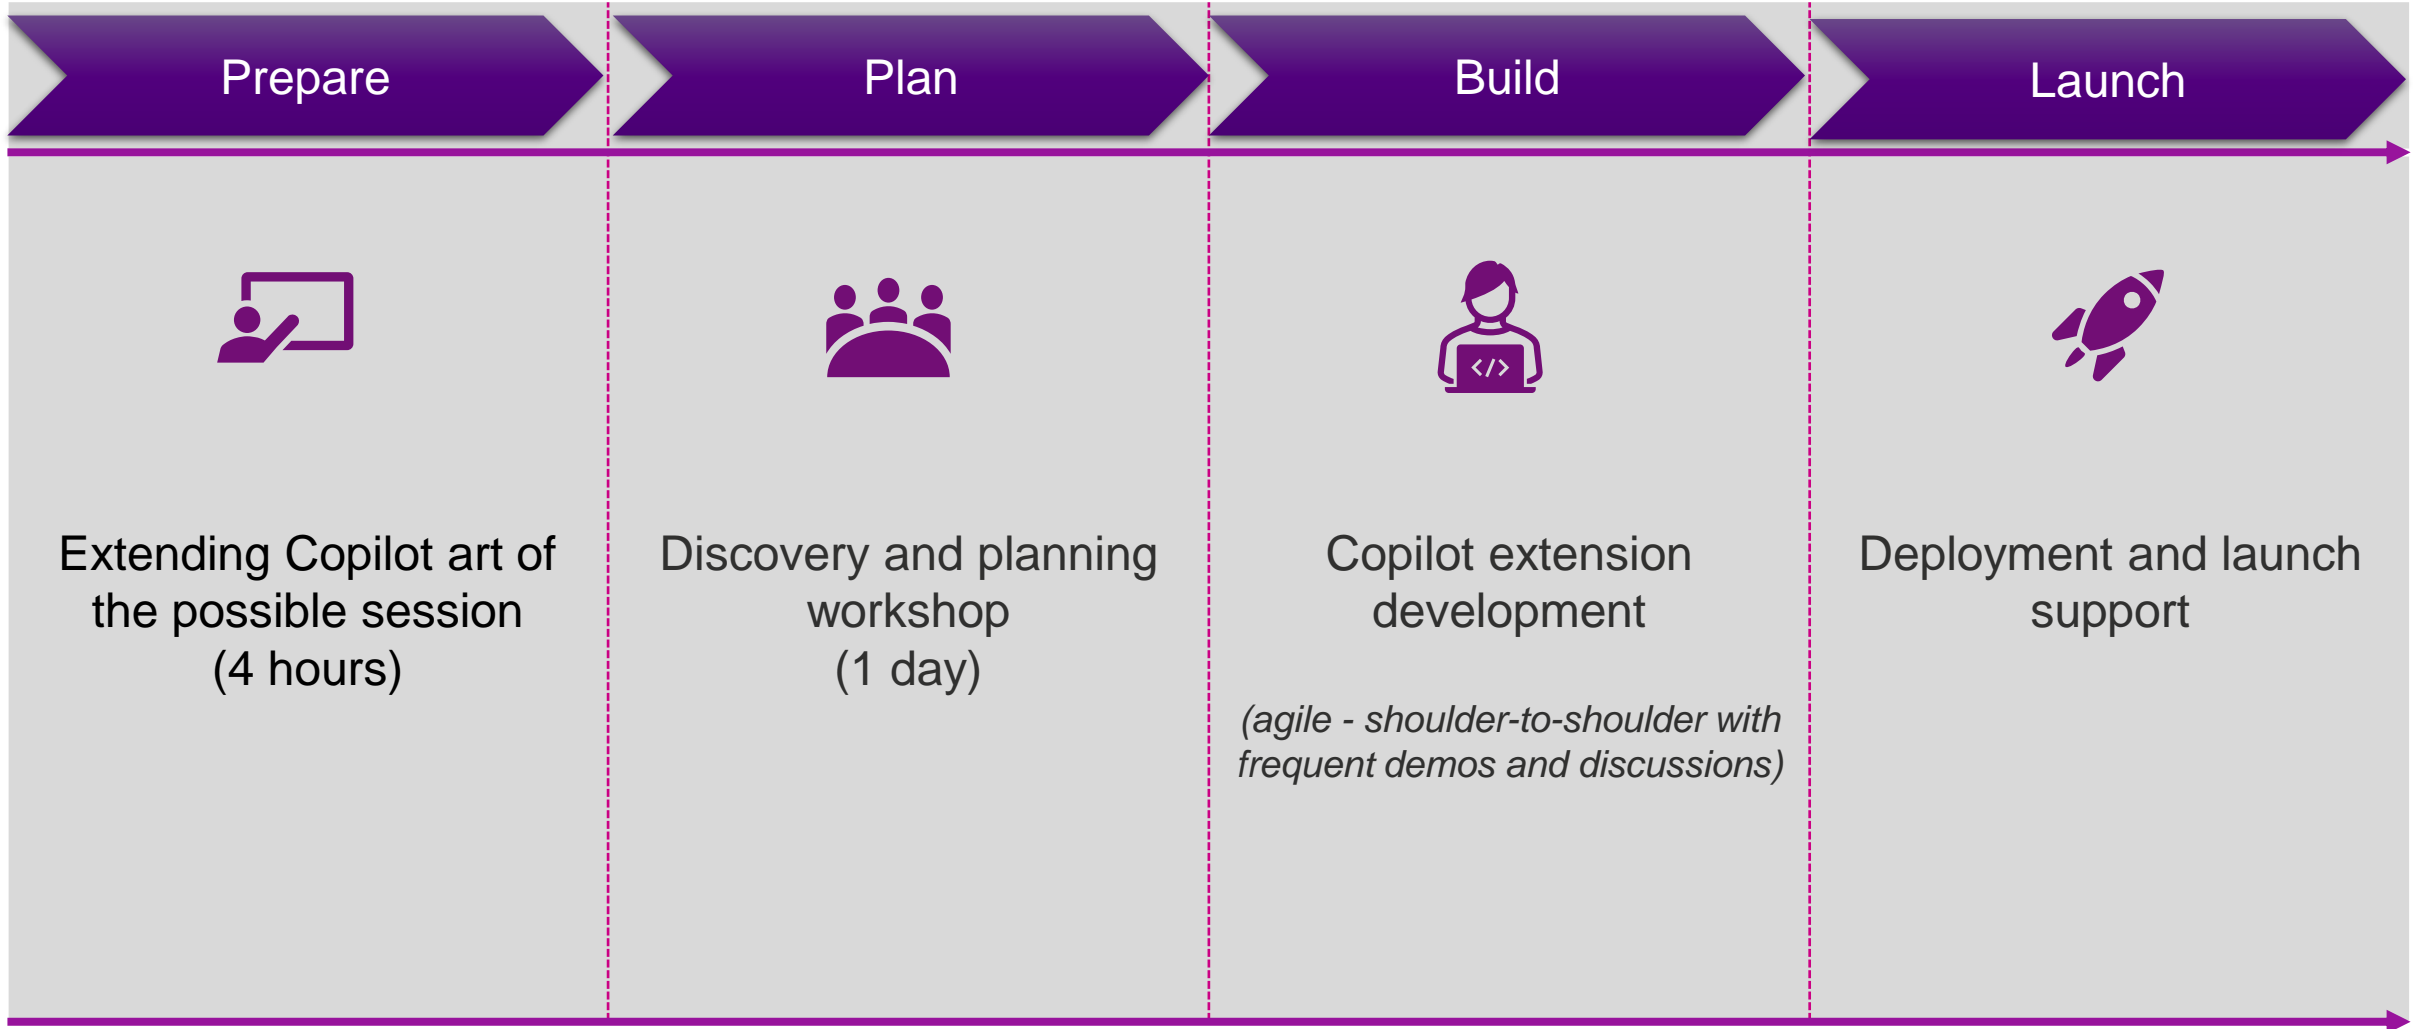 Prepare
Plan
Build
Launch
Extending Copilot art of
the possible session
(4 hours)
Discovery and planning
workshop
(1 day)
</>
Copilot extension
development
(agile - shoulder-to-shoulder with
frequent demos and discussions)
Deployment and launch
support